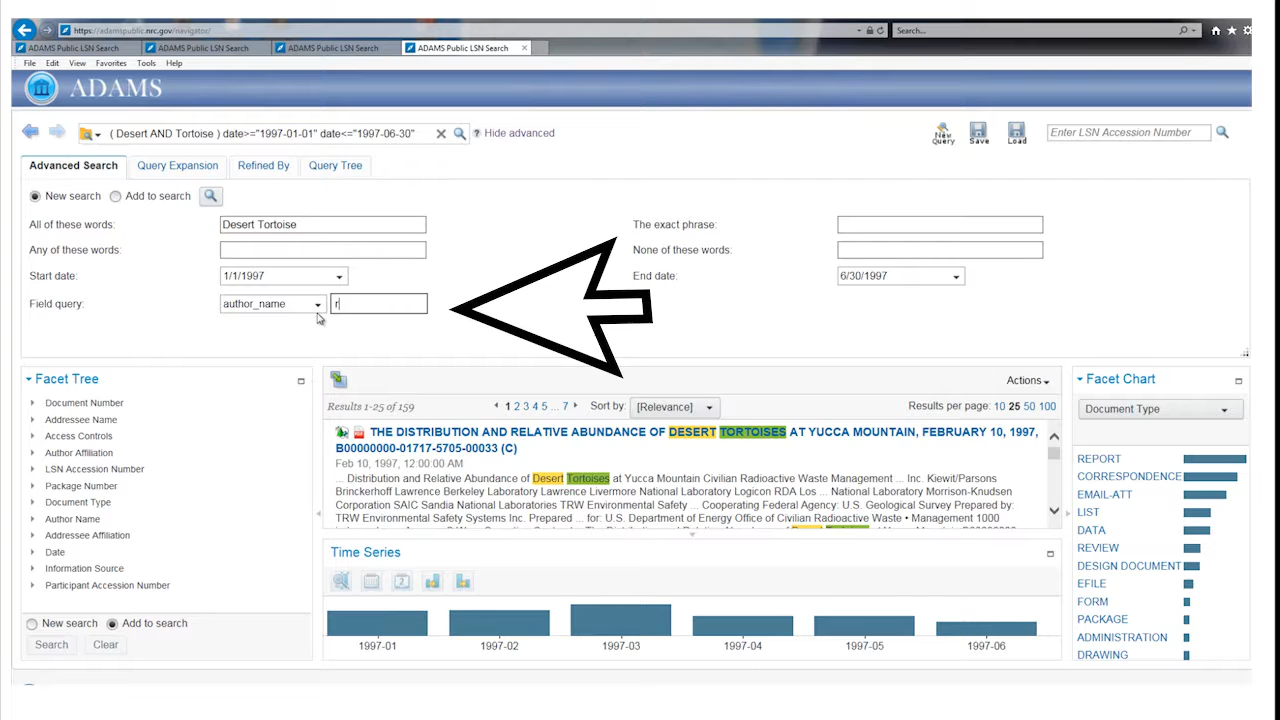 https://adamspublic.nrc.gov/navigator/
Search...
ADAMS Public LSN Search
ADAMS Public LSN Search
ADAMS Public LSN Search
ADAMS Public LSN Search
File Edit View Favorites Tools Help
ADAMS
( Desert AND Tortoise ) date>="1997-01-01" date<="1997-06-30"
? Hide advanced
New Query
Save
Load
Enter LSN Accession Number
Advanced Search
Query Expansion
Refined By
Query Tree
New search
Add to search
All of these words:
Desert Tortoise
The exact phrase:
Any of these words:
None of these words:
Start date:
1/1/1997
End date:
6/30/1997
Field query:
author_name
r
Facet Tree
Document Number
Addressee Name
Access Controls
Author Affiliation
LSN Accession Number
Package Number
Document Type
Author Name
Addressee Affiliation
Date
Information Source
Participant Accession Number
New search
Add to search
Search
Clear
Actions
Results 1-25 of 159
1 2 3 4 5 ... 7
Sort by:
[Relevance]
Results per page: 10 25 50 100
THE DISTRIBUTION AND RELATIVE ABUNDANCE OF DESERT TORTOISES AT YUCCA MOUNTAIN, FEBRUARY 10, 1997,
B00000000-01717-5705-00033 (C)
Feb 10, 1997, 12:00:00 AM
... Distribution and Relative Abundance of Desert Tortoises at Yucca Mountain Civilian Radioactive Waste Management ... Inc. Kiewit/Parsons
Brinckerhoff Lawrence Berkeley Laboratory Lawrence Livermore National Laboratory Logicon RDA Los ... National Laboratory Morrison-Knudsen
Corporation SAIC Sandia National Laboratories TRW Environmental Safety ... Cooperating Federal Agency: U.S. Geological Survey Prepared by:
TRW Environmental Safety Systems Inc. Prepared ... for: U.S. Department of Energy Office of Civilian Radioactive Waste • Management 1000
Time Series
1997-01
1997-02
1997-03
1997-04
1997-05
1997-06
Facet Chart
Document Type
REPORT
CORRESPONDENCE
EMAIL-ATT
LIST
DATA
REVIEW
DESIGN DOCUMENT
EFILE
FORM
PACKAGE
ADMINISTRATION
DRAWING